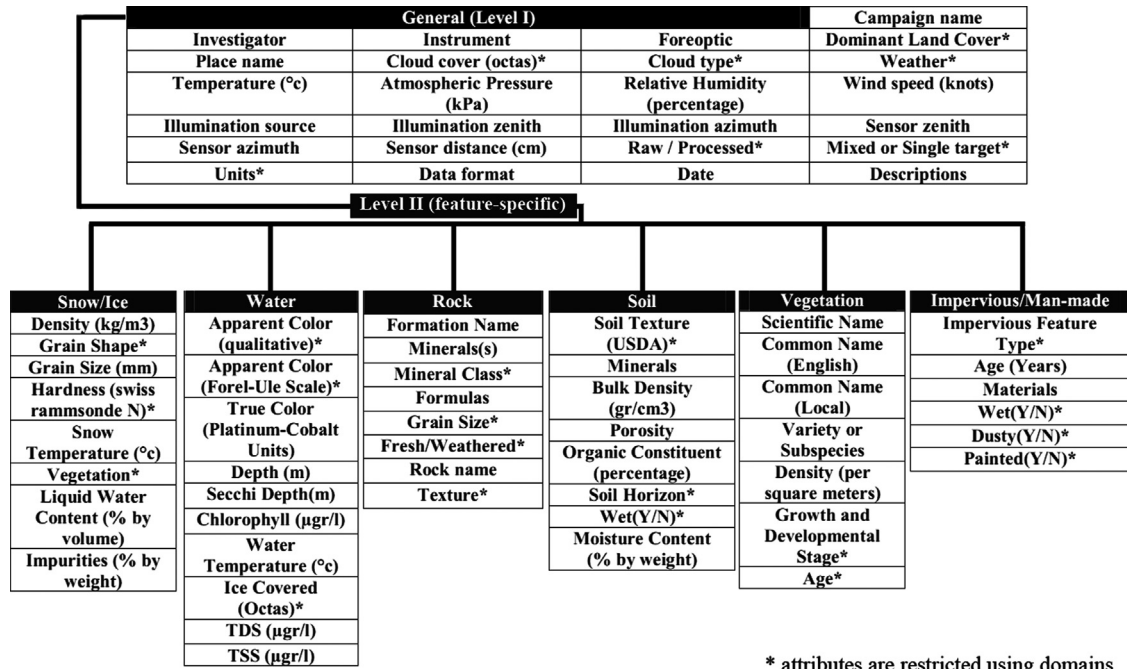 General (Level I) Campaign name
Investigator Instrument Foreoptic Dominant Land Cover*
Place name Cloud cover (octas)* Cloud type* Weather*
Temperature (°c) Atmospheric Pressure (kPa) Relative Humidity (percentage) Wind speed (knots)
Illumination source Illumination zenith Illumination azimuth Sensor zenith
Sensor azimuth Sensor distance (cm) Raw / Processed* Mixed or Single target*
Units* Data format Date Descriptions
Level II (feature-specific)
Snow/Ice
Density (kg/m3)
Grain Shape*
Grain Size (mm)
Hardness (swiss
rammsonde N)*
Snow
Temperature (°c)
Vegetation*
Liquid Water
Content (% by
volume)
Impurities (% by
weight)
Water
Apparent Color
(qualitative)*
Apparent Color
(Forel-Ule Scale)*
True Color
(Platinum-Cobalt
Units)
Depth (m)
Secchi Depth(m)
Chlorophyll (µgr/l)
Water
Temperature (°c)
Ice Covered
(Octas)*
TDS (µgr/l)
TSS (µgr/l)
Rock
Formation Name
Minerals(s)
Mineral Class*
Formulas
Grain Size*
Fresh/Weathered*
Rock name
Texture*
Soil
Soil Texture
(USDA)*
Minerals
Bulk Density
(gr/cm3)
Porosity
Organic Constituent
(percentage)
Soil Horizon*
Wet(Y/N)*
Moisture Content
(% by weight)
Vegetation
Scientific Name
Common Name
(English)
Common Name
(Local)
Variety or
Subspecies
Density (per
square meters)
Growth and
Developmental
Stage*
Age*
Impervious/Man-made
Impervious Feature
Type*
Age (Years)
Materials
Wet(Y/N)*
Dusty(Y/N)*
Painted(Y/N)*
* attributes are restricted using domains